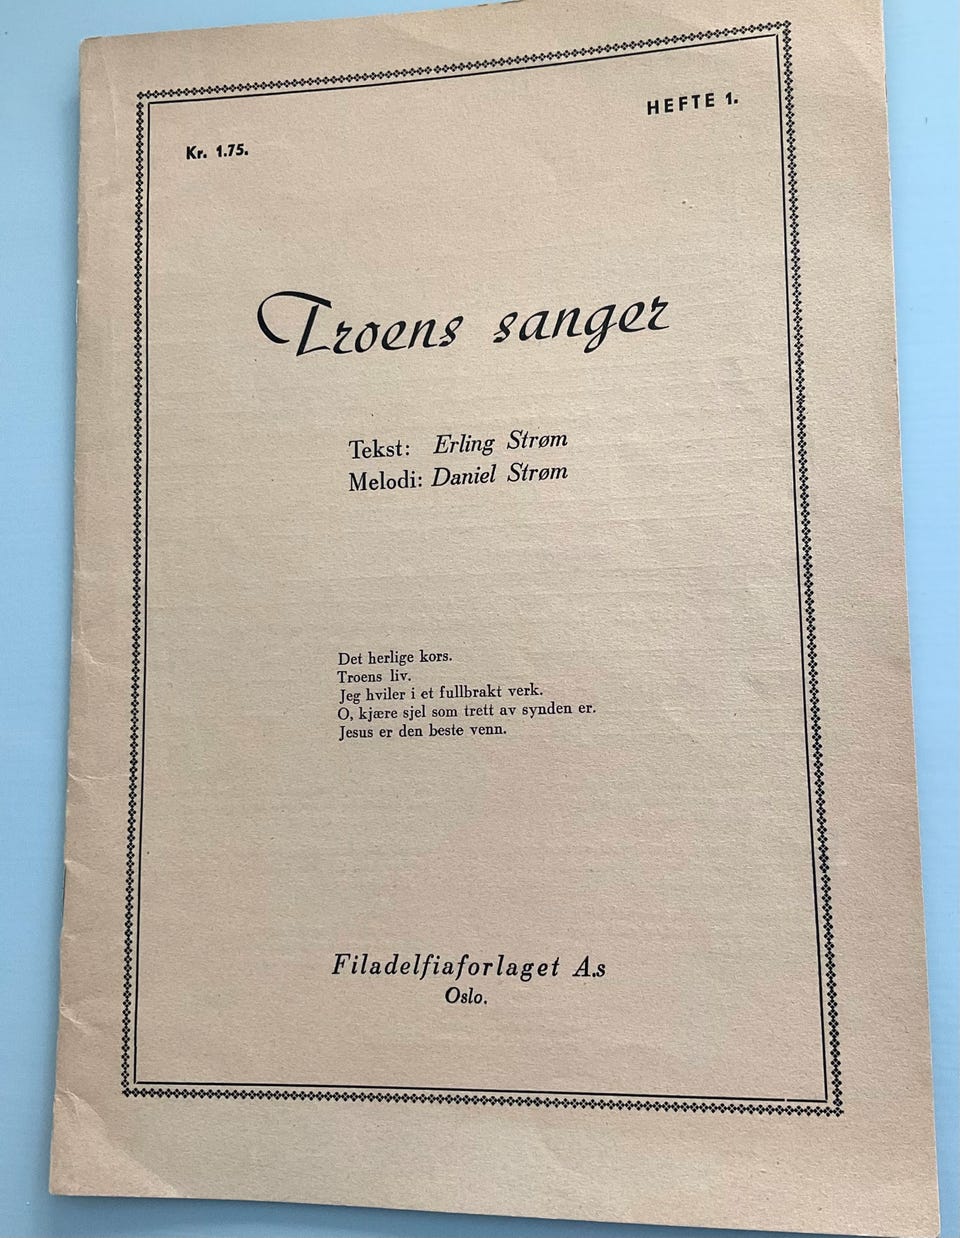 HEFTE 1.
Kr. 1.75.
Troens sanger
Tekst: Erling Strøm
Melodi: Daniel Strøm
Det herlige kors.
Troens liv.
Jeg hviler i et fullbrakt verk.
O, kjære sjel som trett av synden er.
Jesus er den beste venn.
Filadelfiaforlaget A.s
Oslo.